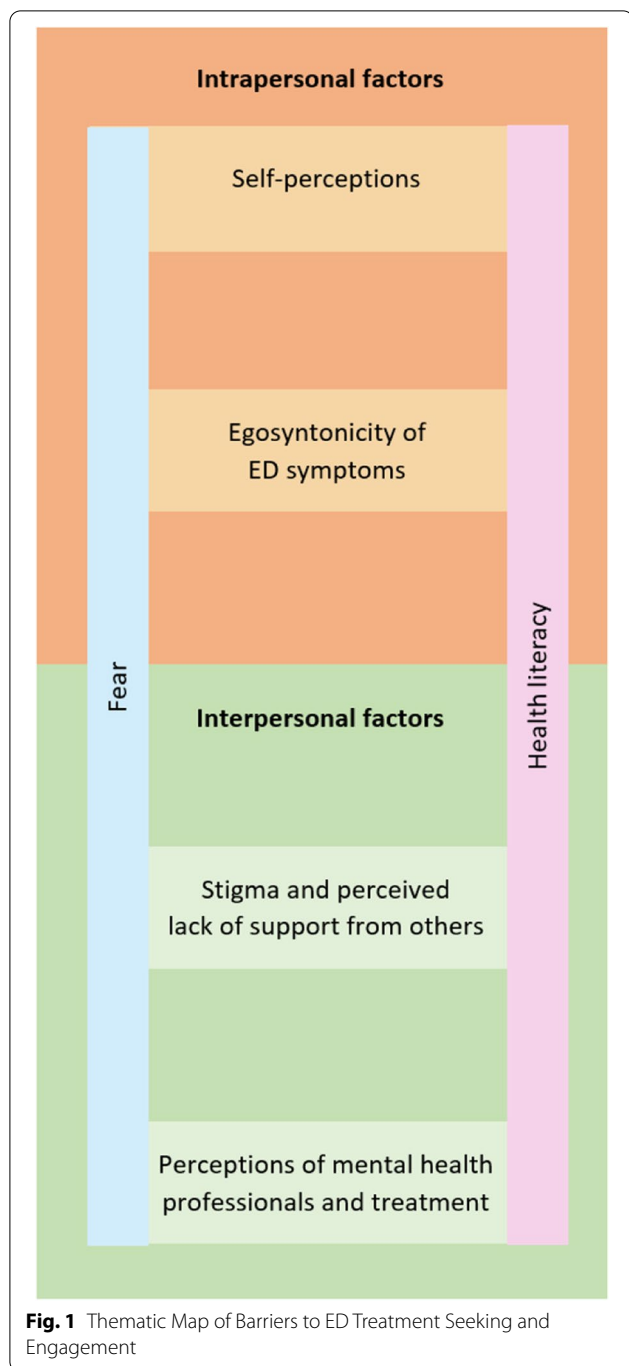 Intrapersonal factors
Self-perceptions
Egosyntonicity of
ED symptoms
Fear
Health literacy
Interpersonal factors
Stigma and perceived
lack of support from others
Perceptions of mental health
professionals and treatment
Fig. 1 Thematic Map of Barriers to ED Treatment Seeking and
Engagement